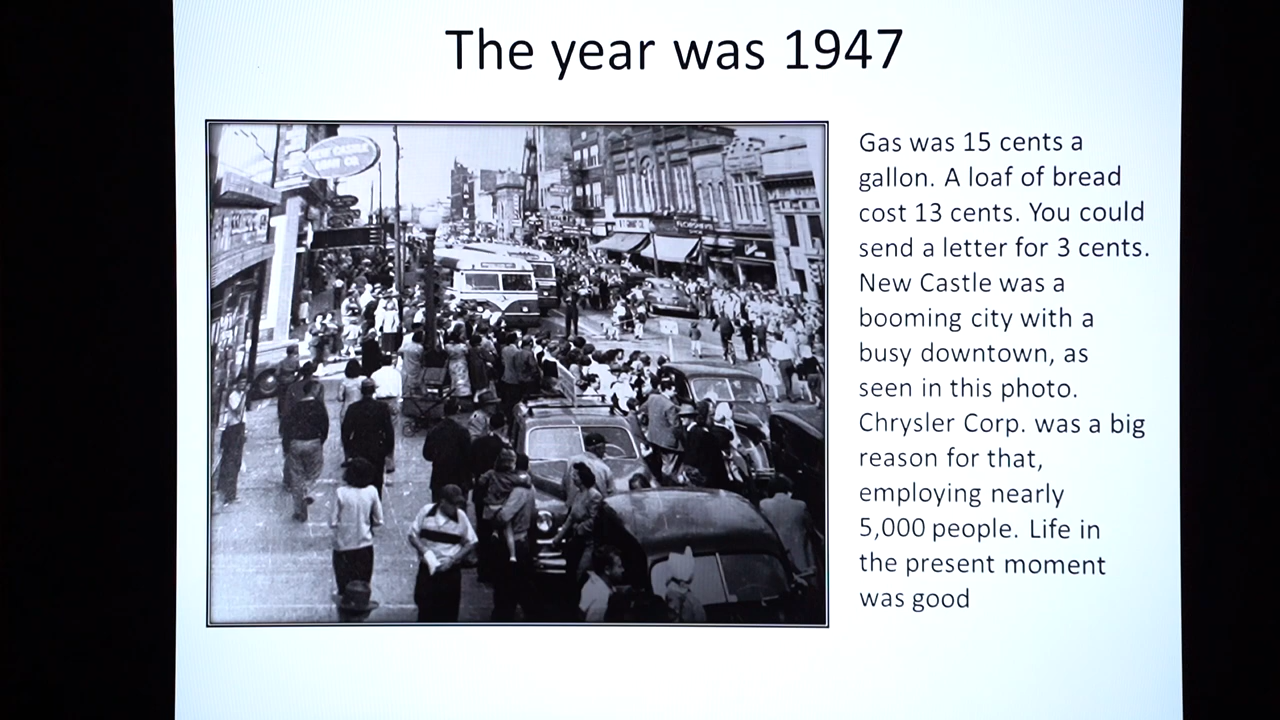 The year was 1947
NEW CASTLE
Gas was 15 cents a
gallon. A loaf of bread
cost 13 cents. You could
send a letter for 3 cents.
New Castle was a
booming city with a
busy downtown, as
seen in this photo.
Chrysler Corp. was a big
reason for that,
employing nearly
5,000 people. Life in
the present moment
was good